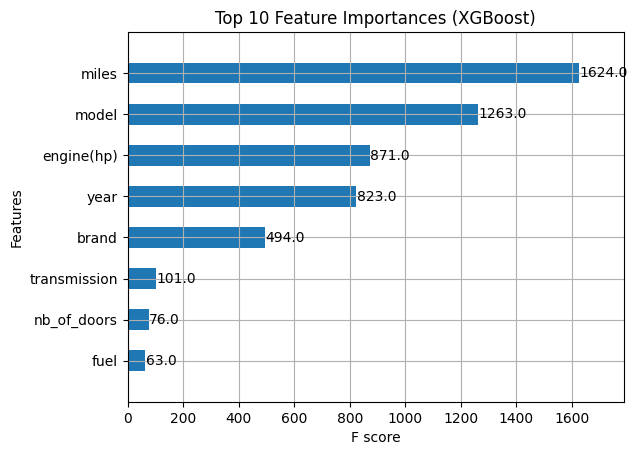 Top 10 Feature Importances (XGBoost)
Features
miles 1624.0
model 1263.0
engine(hp) 871.0
year 823.0
brand 494.0
transmission 101.0
nb_of_doors 76.0
fuel 63.0
0 200 400 600 800 1000 1200 1400 1600
F score